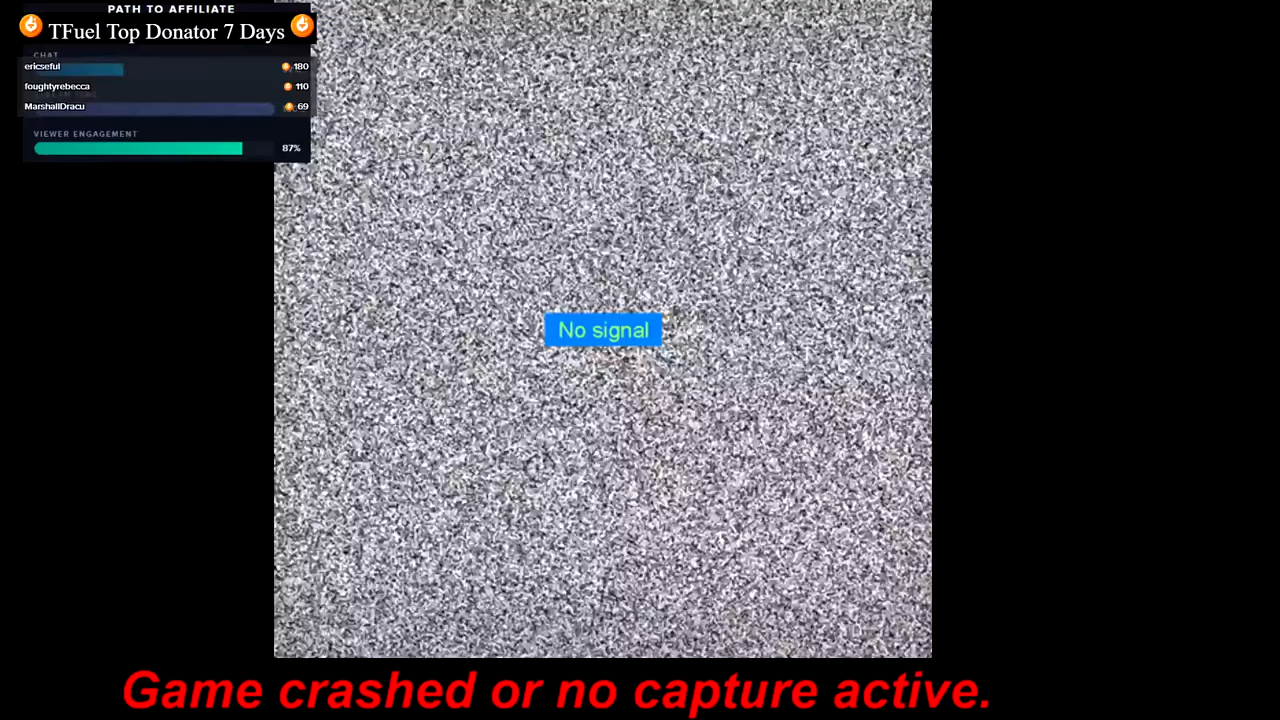 PATH TO AFFILIATE
TFuel Top Donator 7 Days
CHAT
ericseful 180
foughtyrebecca 110
MarshallDracu 69
VIEWER ENGAGEMENT
87%
No signal
Game crashed or no capture active.